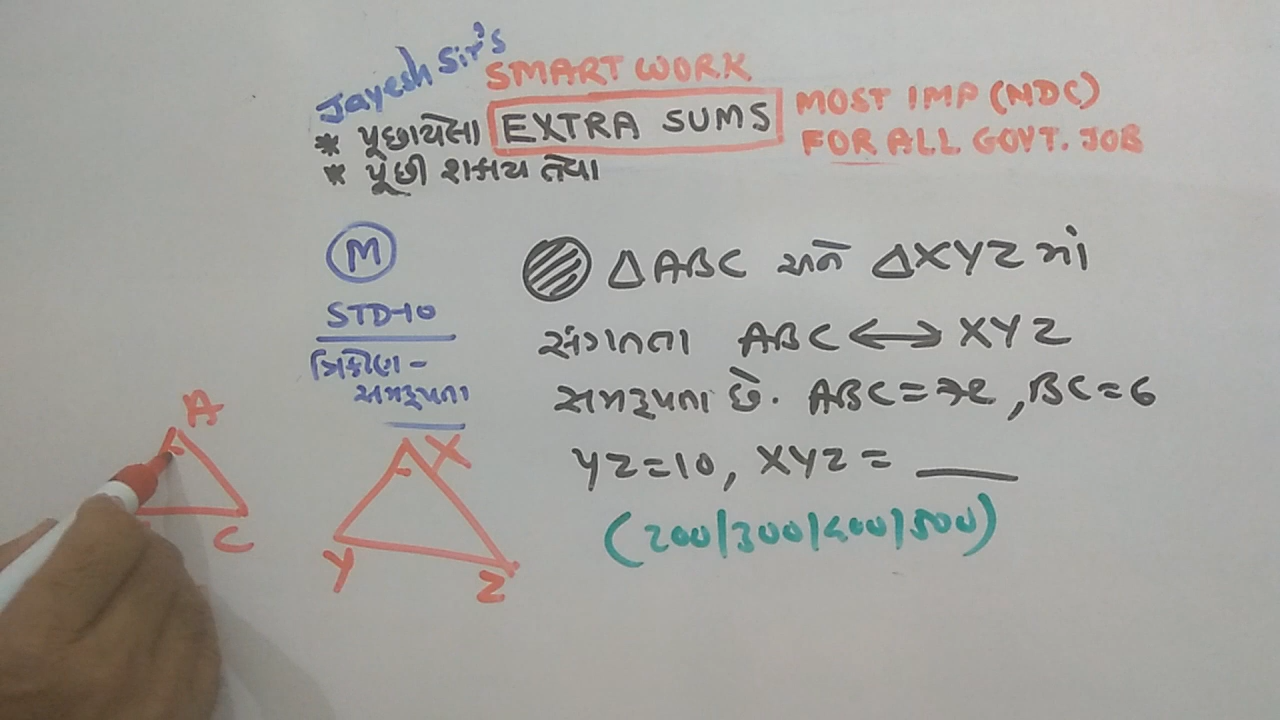 Jayesh Sir's
SMART WORK
* પૂછાયેલા EXTRA SUMS
* પૂછી શકાય તેવા
MOST IMP (NDC)
FOR ALL GOVT. JOB
M
STD-10
ત્રિકોણ-
સમરૂપતા
△ABC અને △XYZ માં
સંગતતા ABC ↔ XYZ
સમરૂપતા છે. ABC = ૭૨, BC = 6
YZ = 10, XYZ = ____
(200/300/400/500)
A
C
X
Y
Z